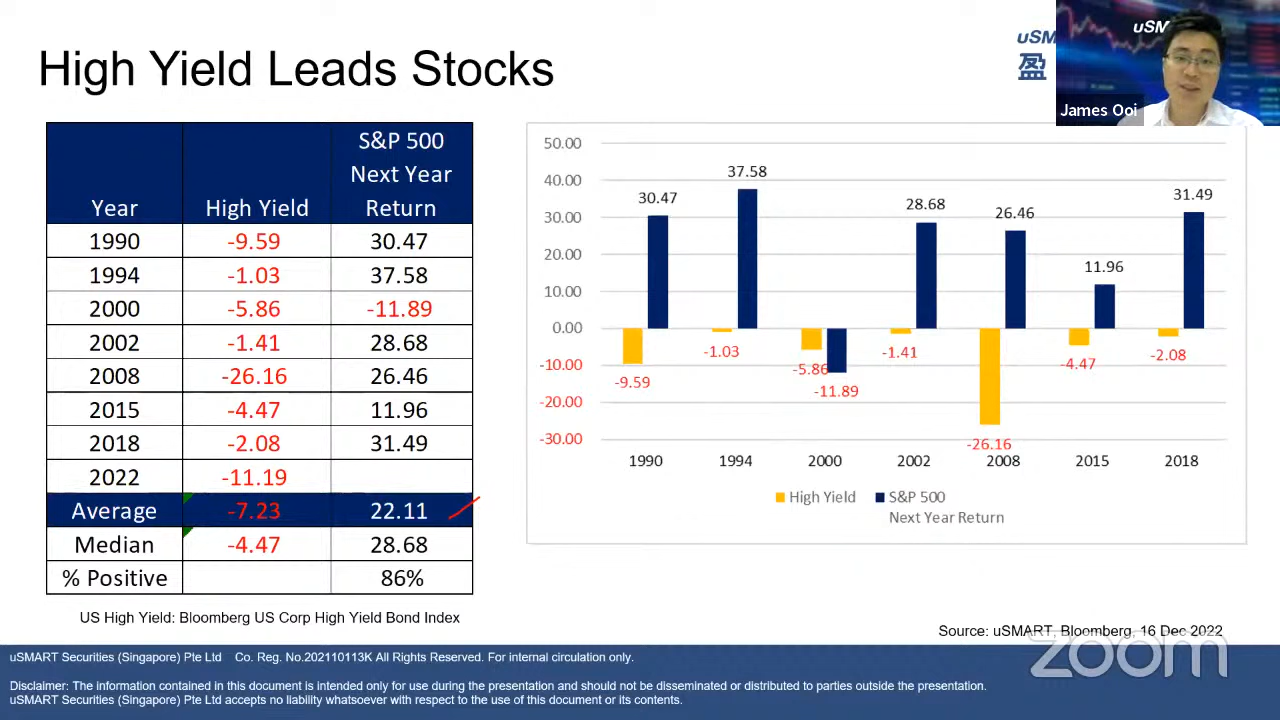 High Yield Leads Stocks
uSM
盈
uSM
James Ooi
Year High Yield S&P 500 Next Year Return
1990 -9.59 30.47
1994 -1.03 37.58
2000 -5.86 -11.89
2002 -1.41 28.68
2008 -26.16 26.46
2015 -4.47 11.96
2018 -2.08 31.49
2022 -11.19
Average -7.23 22.11
Median -4.47 28.68
% Positive 86%
US High Yield: Bloomberg US Corp High Yield Bond Index
50.00
40.00
30.00
20.00
10.00
0.00
-10.00
-20.00
-30.00
30.47
37.58
28.68
26.46
11.96
31.49
-9.59
-1.03
-5.86
-11.89
-1.41
-26.16
-4.47
-2.08
1990 1994 2000 2002 2008 2015 2018
High Yield S&P 500
Next Year Return
Source: uSMART, Bloomberg, 16 Dec 2022
zoom
uSMART Securities (Singapore) Pte Ltd Co. Reg. No.202110113K All Rights Reserved. For internal circulation only.
Disclaimer: The information contained in this document is intended only for use during the presentation and should not be disseminated or distributed to parties outside the presentation.
uSMART Securities (Singapore) Pte Ltd accepts no liability whatsoever with respect to the use of this document or its contents.